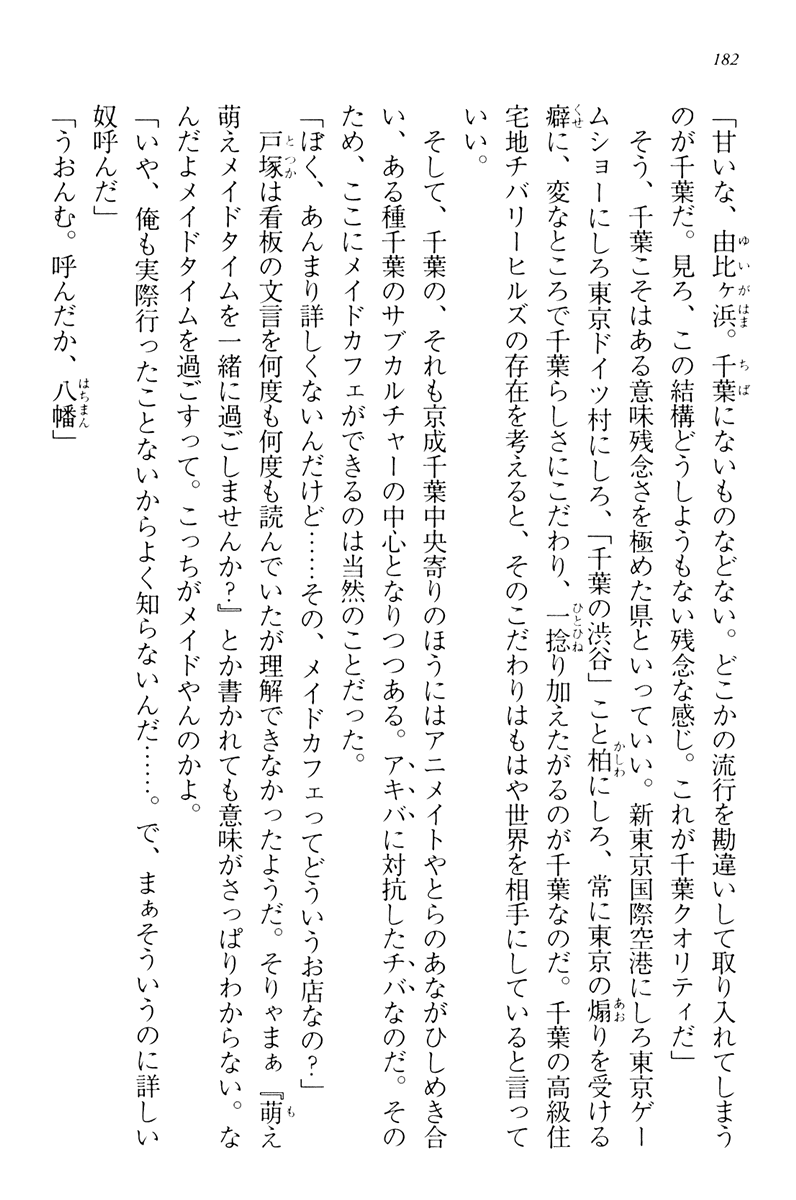 182
「甘いな、由比ヶ浜。千葉にないものなどない。どこかの流行を勘違いして取り入れてしまう
のが千葉だ。見ろ、この結構どうしようもない残念な感じ。これが千葉クオリティだ」
　そう、千葉こそはある意味残念さを極めた県といっていい。新東京国際空港にしろ東京ゲー
ムショーにしろ東京ドイツ村にしろ、「千葉の渋谷」こと柏にしろ、常に東京の煽りを受ける
癖に、変なところで千葉らしさにこだわり、一捻り加えたがるのが千葉なのだ。千葉の高級住
宅地チバリーヒルズの存在を考えると、そのこだわりはもはや世界を相手にしていると言って
いい。
　そして、千葉の、それも京成千葉中央寄りのほうにはアニメイトやとらのあながひしめき合
い、ある種千葉のサブカルチャーの中心となりつつある。アキバに対抗したチバなのだ。その
ため、ここにメイドカフェができるのは当然のことだった。
「ぼく、あんまり詳しくないんだけど……その、メイドカフェってどういうお店なの？」
　戸塚は看板の文言を何度も何度も読んでいたが理解できなかったようだ。そりゃまぁ『萌え
萌えメイドタイムを一緒に過ごしませんか？』とか書かれても意味がさっぱりわからない。な
んだよメイドタイムを過ごすって。こっちがメイドやんのかよ。
「いや、俺も実際行ったことないからよく知らないんだ……。で、まぁそういうのに詳しい
奴呼んだ」
「うおんむ。呼んだか、八幡」